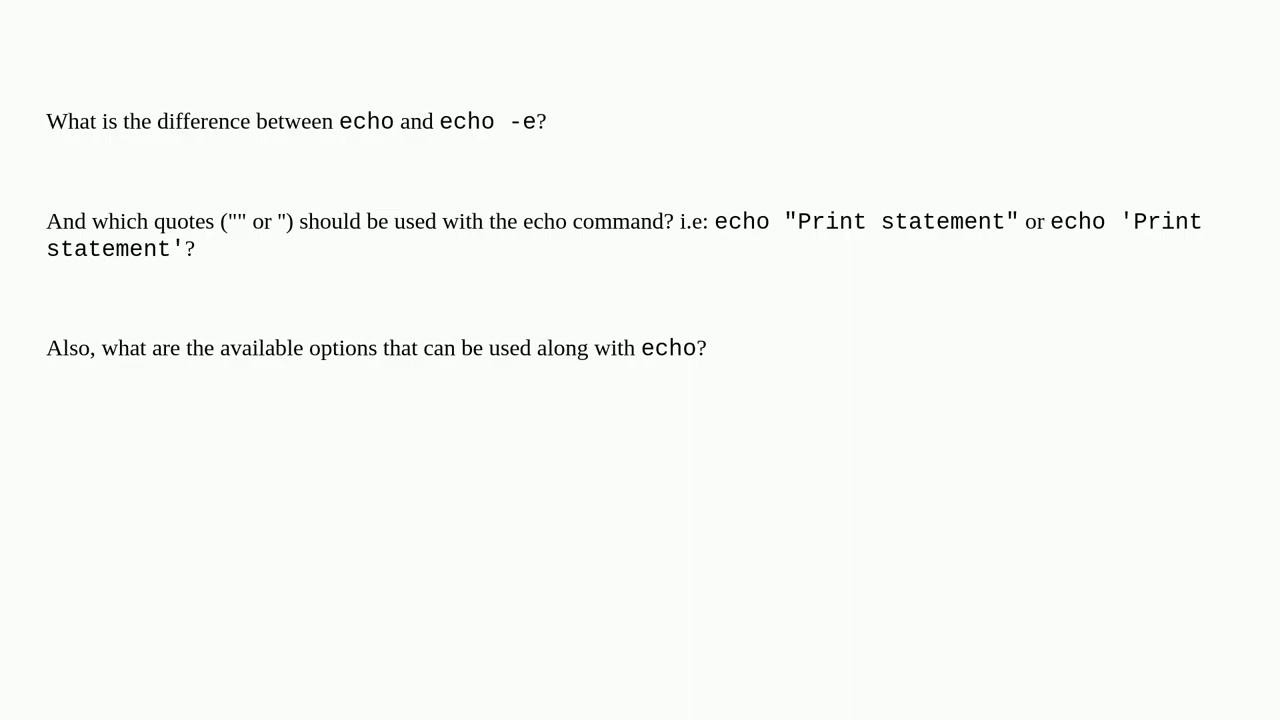 What is the difference between echo and echo -e?
And which quotes ("" or '') should be used with the echo command? i.e: echo "Print statement" or echo 'Print
statement'?
Also, what are the available options that can be used along with echo?